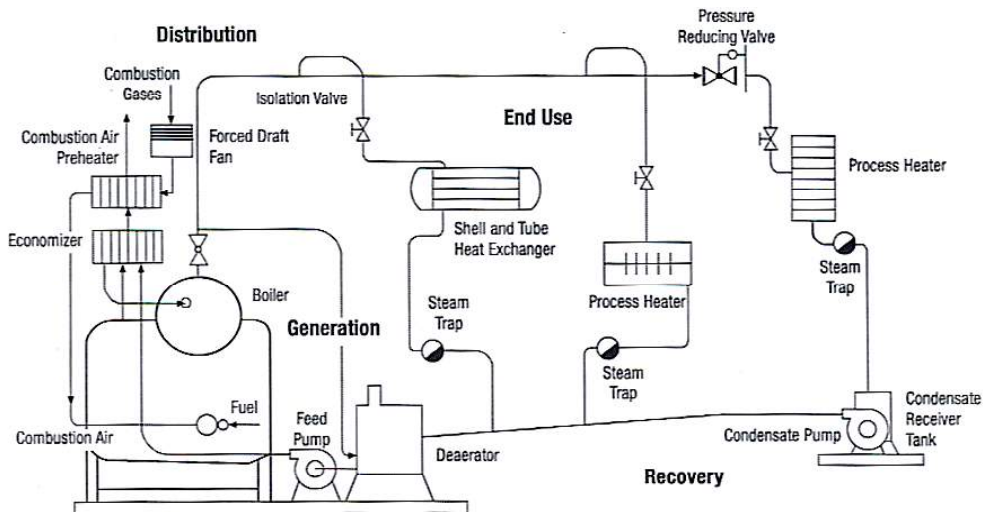 Pressure
Reducing Valve
Distribution
Combustion
Gases
Isolation Valve
End Use
Combustion Air
Preheater
Forced Draft
Fan
Process Heater
Economizer
Shell and Tube
Heat Exchanger
Steam
Trap
Boiler
Process Heater
Generation
Steam
Trap
Steam
Trap
Fuel
Feed
Pump
Combustion Air
Deaerator
Condensate Pump
Condensate
Receiver
Tank
Recovery